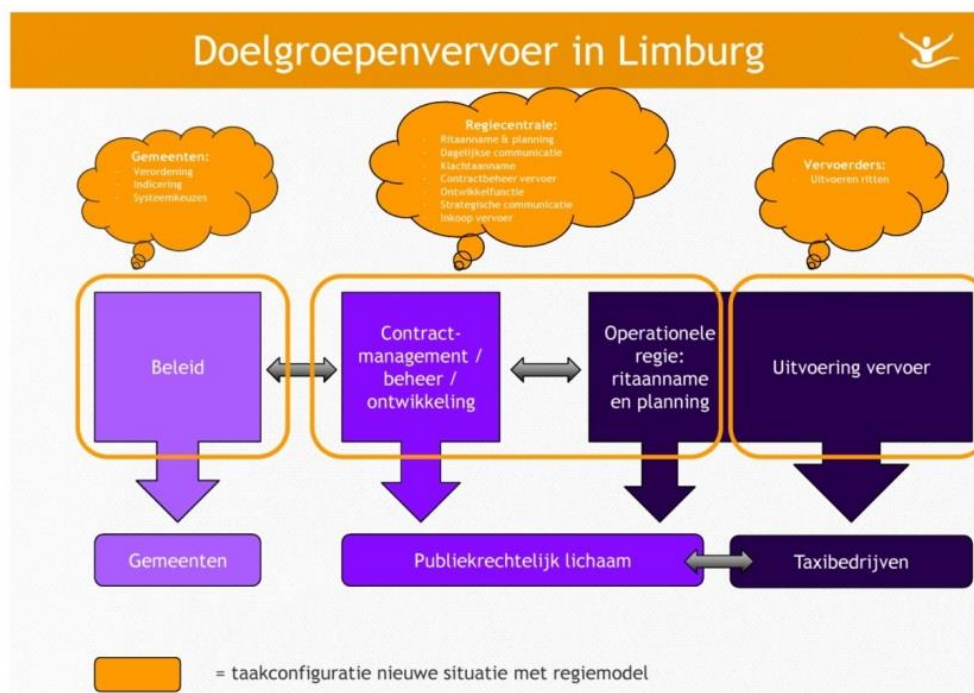 Doelgroepenvervoer in Limburg
Gemeenten:
- Verordening
- Indicering
- Systeemkeuzes
Regiecentrale:
- Ritaanname & planning
- Dagelijkse communicatie
- Klachtaanname
- Contractbeheer vervoer
- Ontwikkelfunctie
- Strategische communicatie
- Inkoop vervoer
Vervoerders:
- Uitvoeren ritten
Beleid
Contract-
management /
beheer /
ontwikkeling
Operationele
regie:
ritaanname
en planning
Uitvoering vervoer
Gemeenten
Publiekrechtelijk lichaam
Taxibedrijven
= taakconfiguratie nieuwe situatie met regiemodel